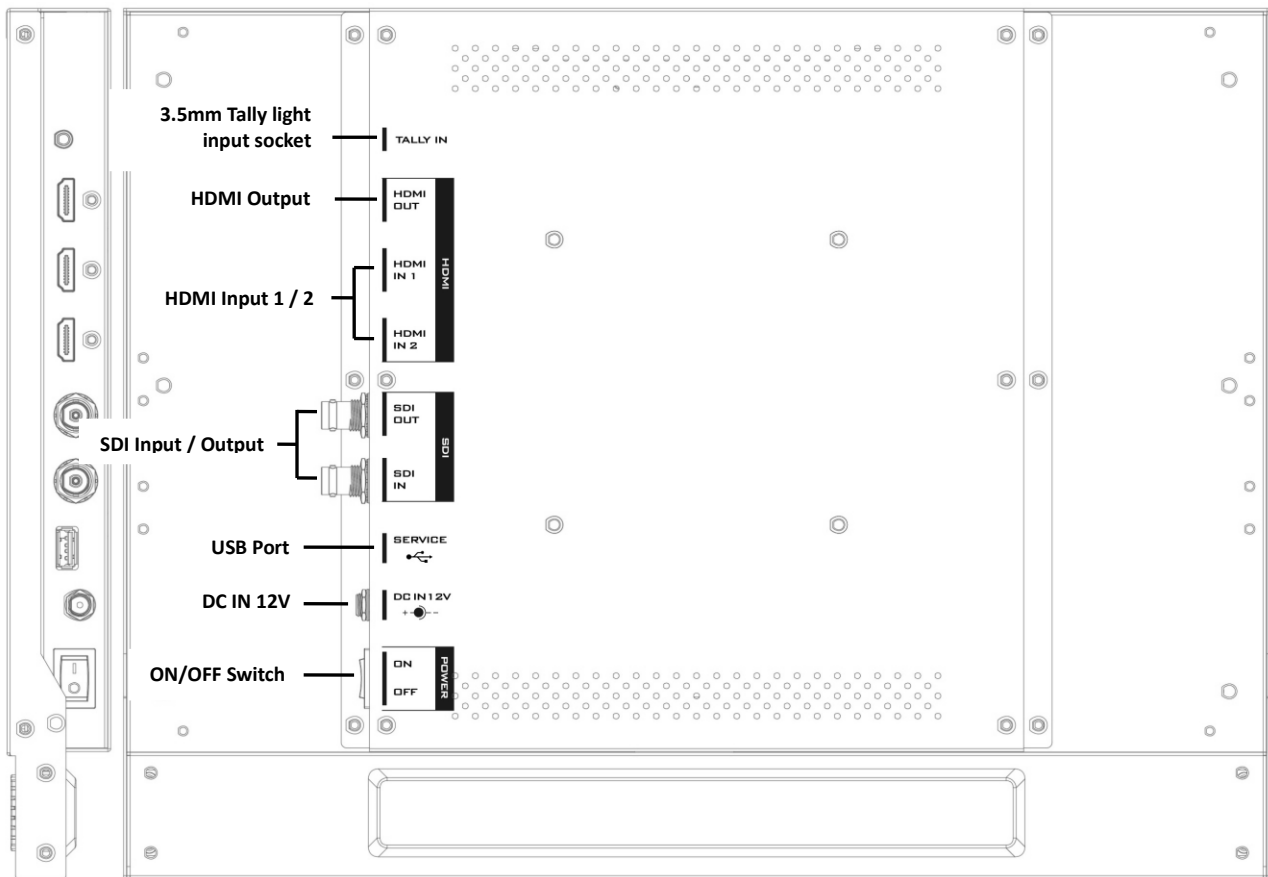 3.5mm Tally light
input socket
TALLY IN
HDMI Output
HDMI
OUT
HDMI Input 1 / 2
HDMI
IN 1
HDMI
IN 2
HDMI
SDI Input / Output
SDI
OUT
SDI
IN
SDI
USB Port
SERVICE
DC IN 12V
DC IN 12V
+ -
ON/OFF Switch
ON
OFF
POWER